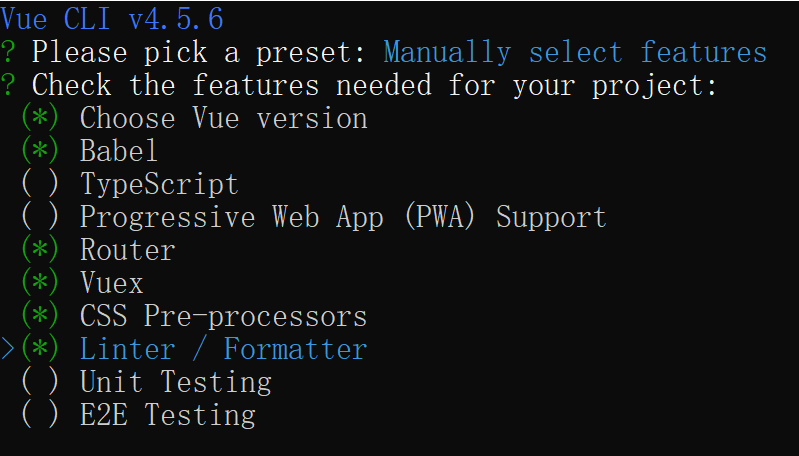 Vue CLI v4.5.6
? Please pick a preset: Manually select features
? Check the features needed for your project:
(*) Choose Vue version
(*) Babel
( ) TypeScript
( ) Progressive Web App (PWA) Support
(*) Router
(*) Vuex
(*) CSS Pre-processors
>(*) Linter / Formatter
( ) Unit Testing
( ) E2E Testing